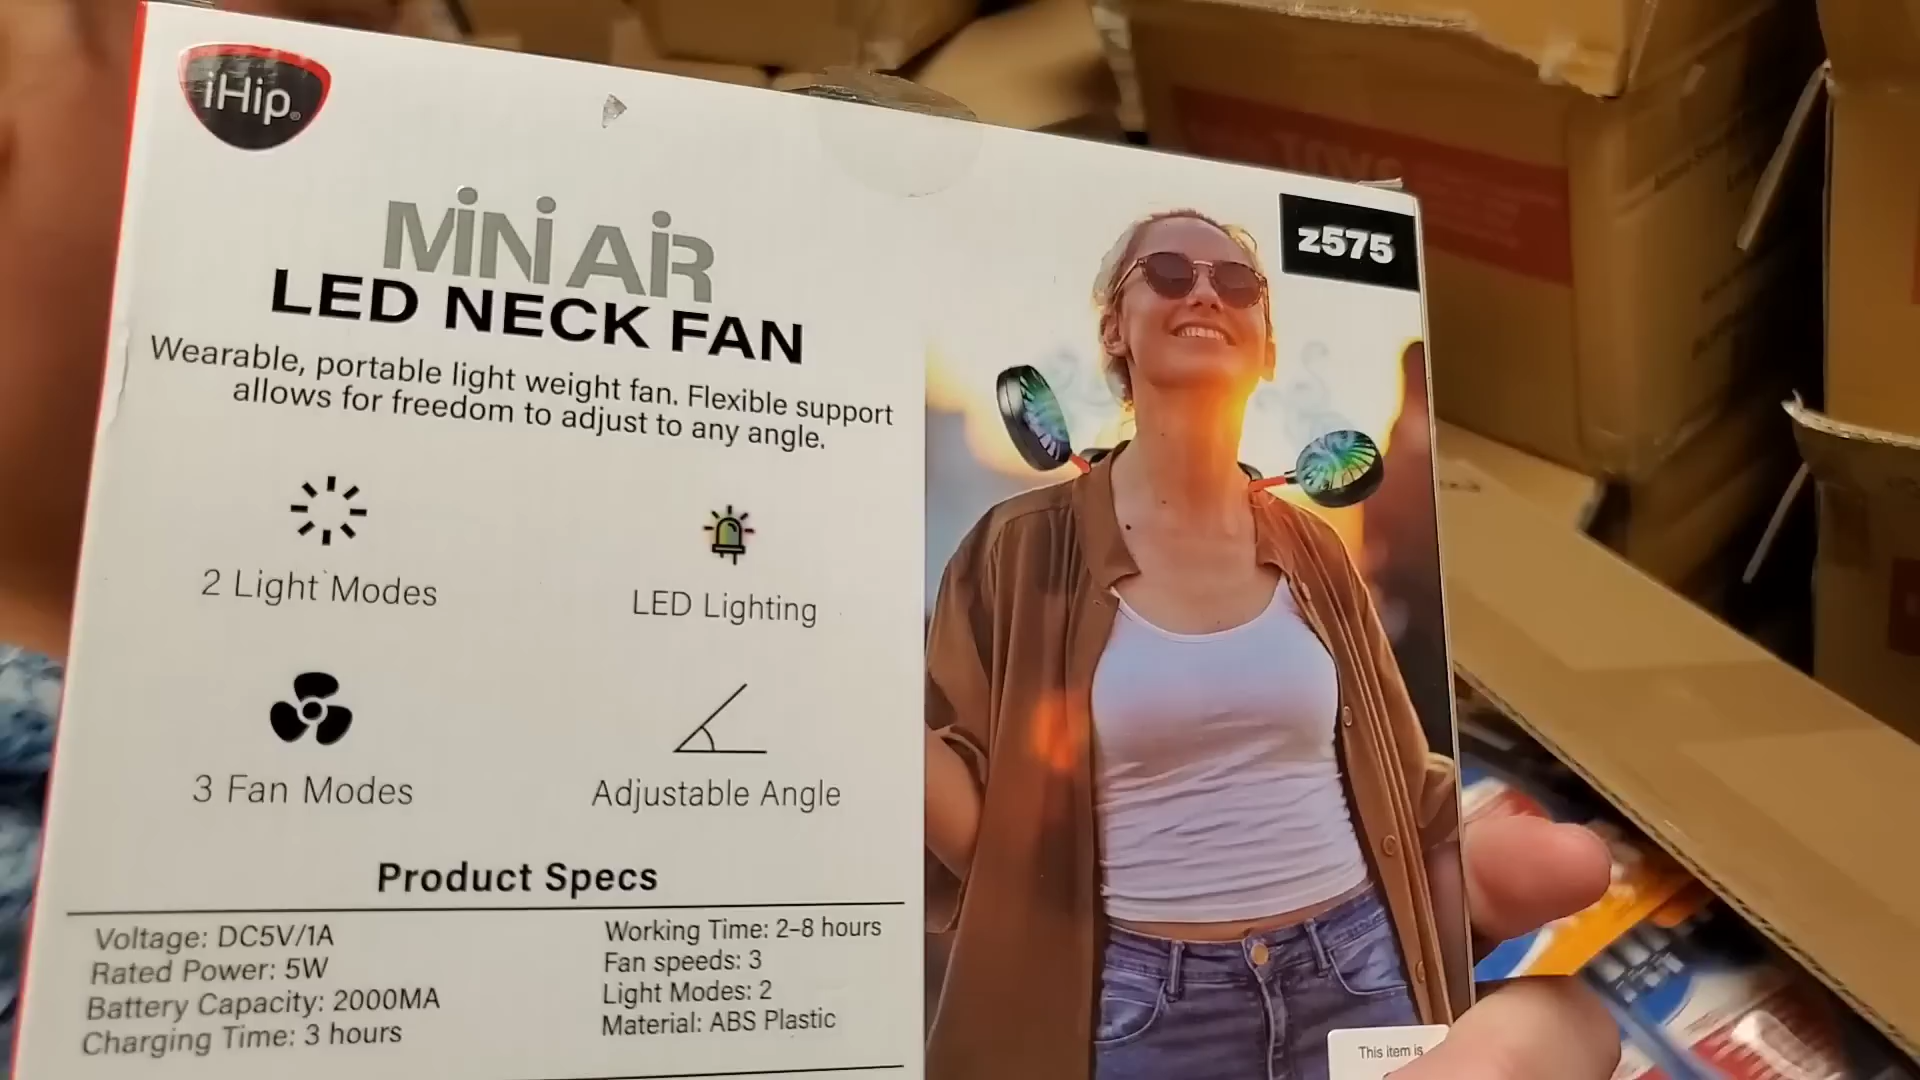 iHip®
MiNi AiR
LED NECK FAN
Wearable, portable light weight fan. Flexible support
allows for freedom to adjust to any angle.
2 Light Modes
LED Lighting
3 Fan Modes
Adjustable Angle
Product Specs
Voltage: DC5V/1A
Rated Power: 5W
Battery Capacity: 2000MA
Charging Time: 3 hours
Working Time: 2-8 hours
Fan speeds: 3
Light Modes: 2
Material: ABS Plastic
z575
This item is
TOYS